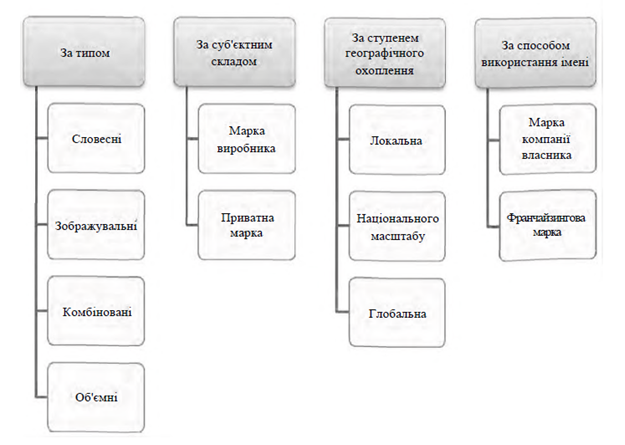 За типом
Словесні
Зображувальні
Комбіновані
Об'ємні
За суб'єктним
складом
Марка
виробника
Приватна
марка
За ступенем
географічного
охоплення
Локальна
Національного
масштабу
Глобальна
За способом
використання імені
Марка
компанії
власника
Франчайзингова
марка